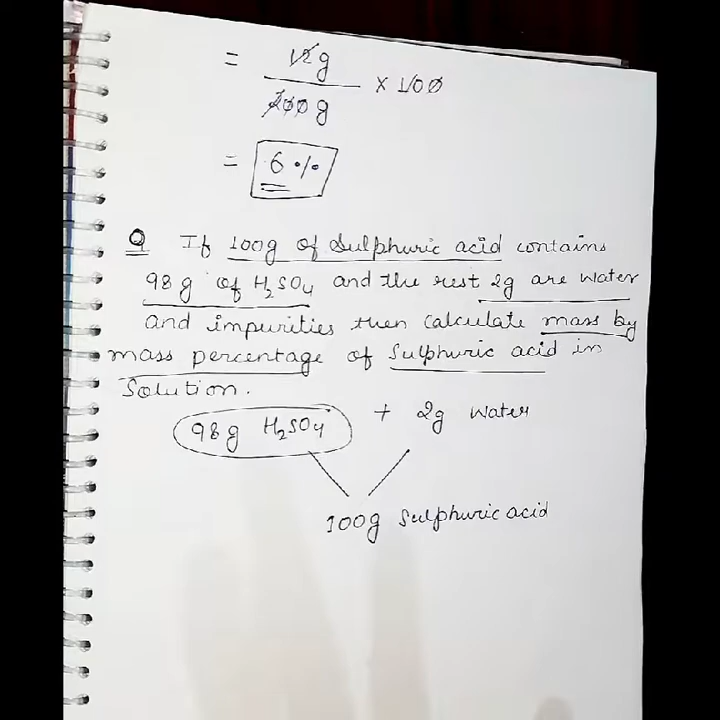 = 12g
× 100
200g
= 6%
Q If 100g of Sulphuric acid contains
98g of H₂SO₄ and the rest 2g are water
and impurities then calculate mass by
mass percentage of Sulphuric acid in
Solution.
98g H₂SO₄ + 2g Water
100g Sulphuric acid